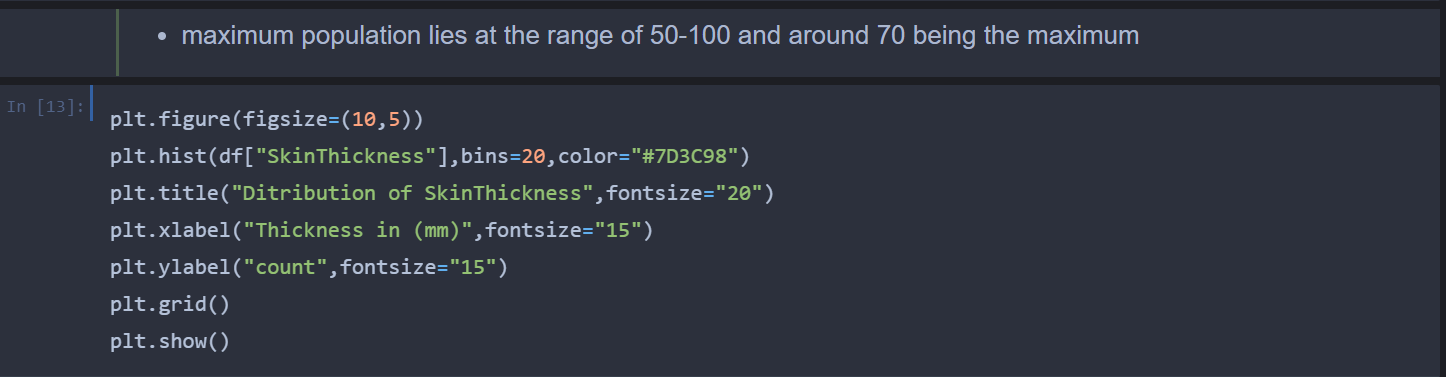 • maximum population lies at the range of 50-100 and around 70 being the maximum
In [13]:
plt.figure(figsize=(10,5))
plt.hist(df["SkinThickness"],bins=20,color="#7D3C98")
plt.title("Ditribution of SkinThickness",fontsize="20")
plt.xlabel("Thickness in (mm)",fontsize="15")
plt.ylabel("count",fontsize="15")
plt.grid()
plt.show()